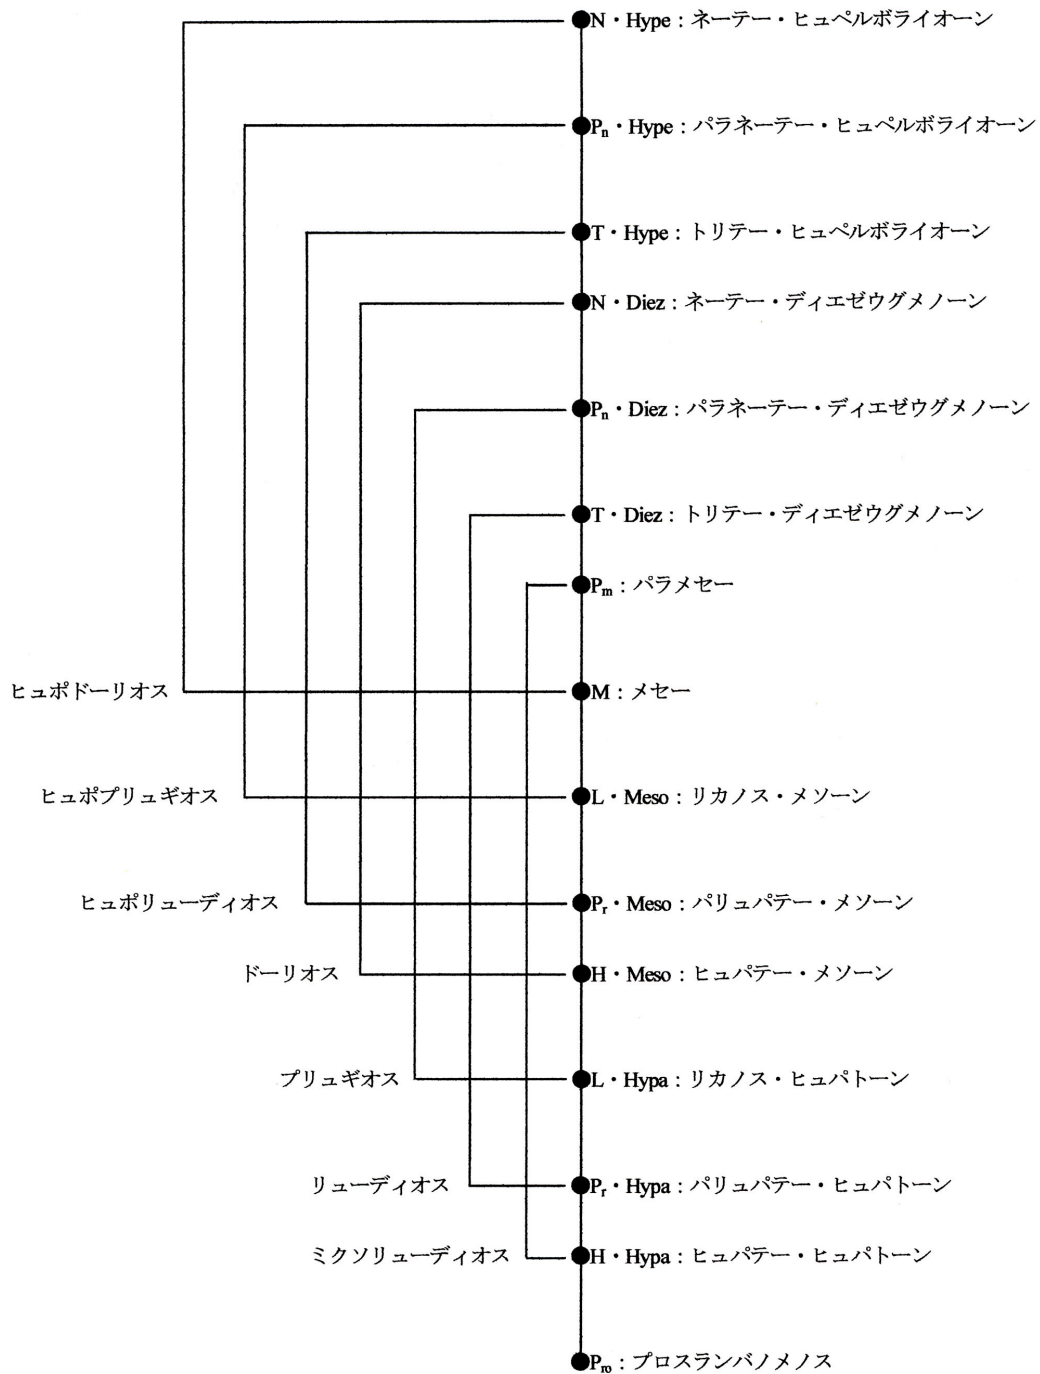 N・Hype：ネーテー・ヒュペルボライオーン
Pn・Hype：パラネーテー・ヒュペルボライオーン
T・Hype：トリテー・ヒュペルボライオーン
N・Diez：ネーテー・ディエゼウグメノーン
Pn・Diez：パラネーテー・ディエゼウグメノーン
T・Diez：トリテー・ディエゼウグメノーン
Pm：パラメセー
ヒュポドーリオス M：メセー
ヒュポプリュギオス L・Meso：リカノス・メソーン
ヒュポリューディオス Pr・Meso：パリュパテー・メソーン
ドーリオス H・Meso：ヒュパテー・メソーン
プリュギオス L・Hypa：リカノス・ヒュパトーン
リューディオス Pr・Hypa：パリュパテー・ヒュパトーン
ミクソリューディオス H・Hypa：ヒュパテー・ヒュパトーン
Pro：プロスランバノメノス